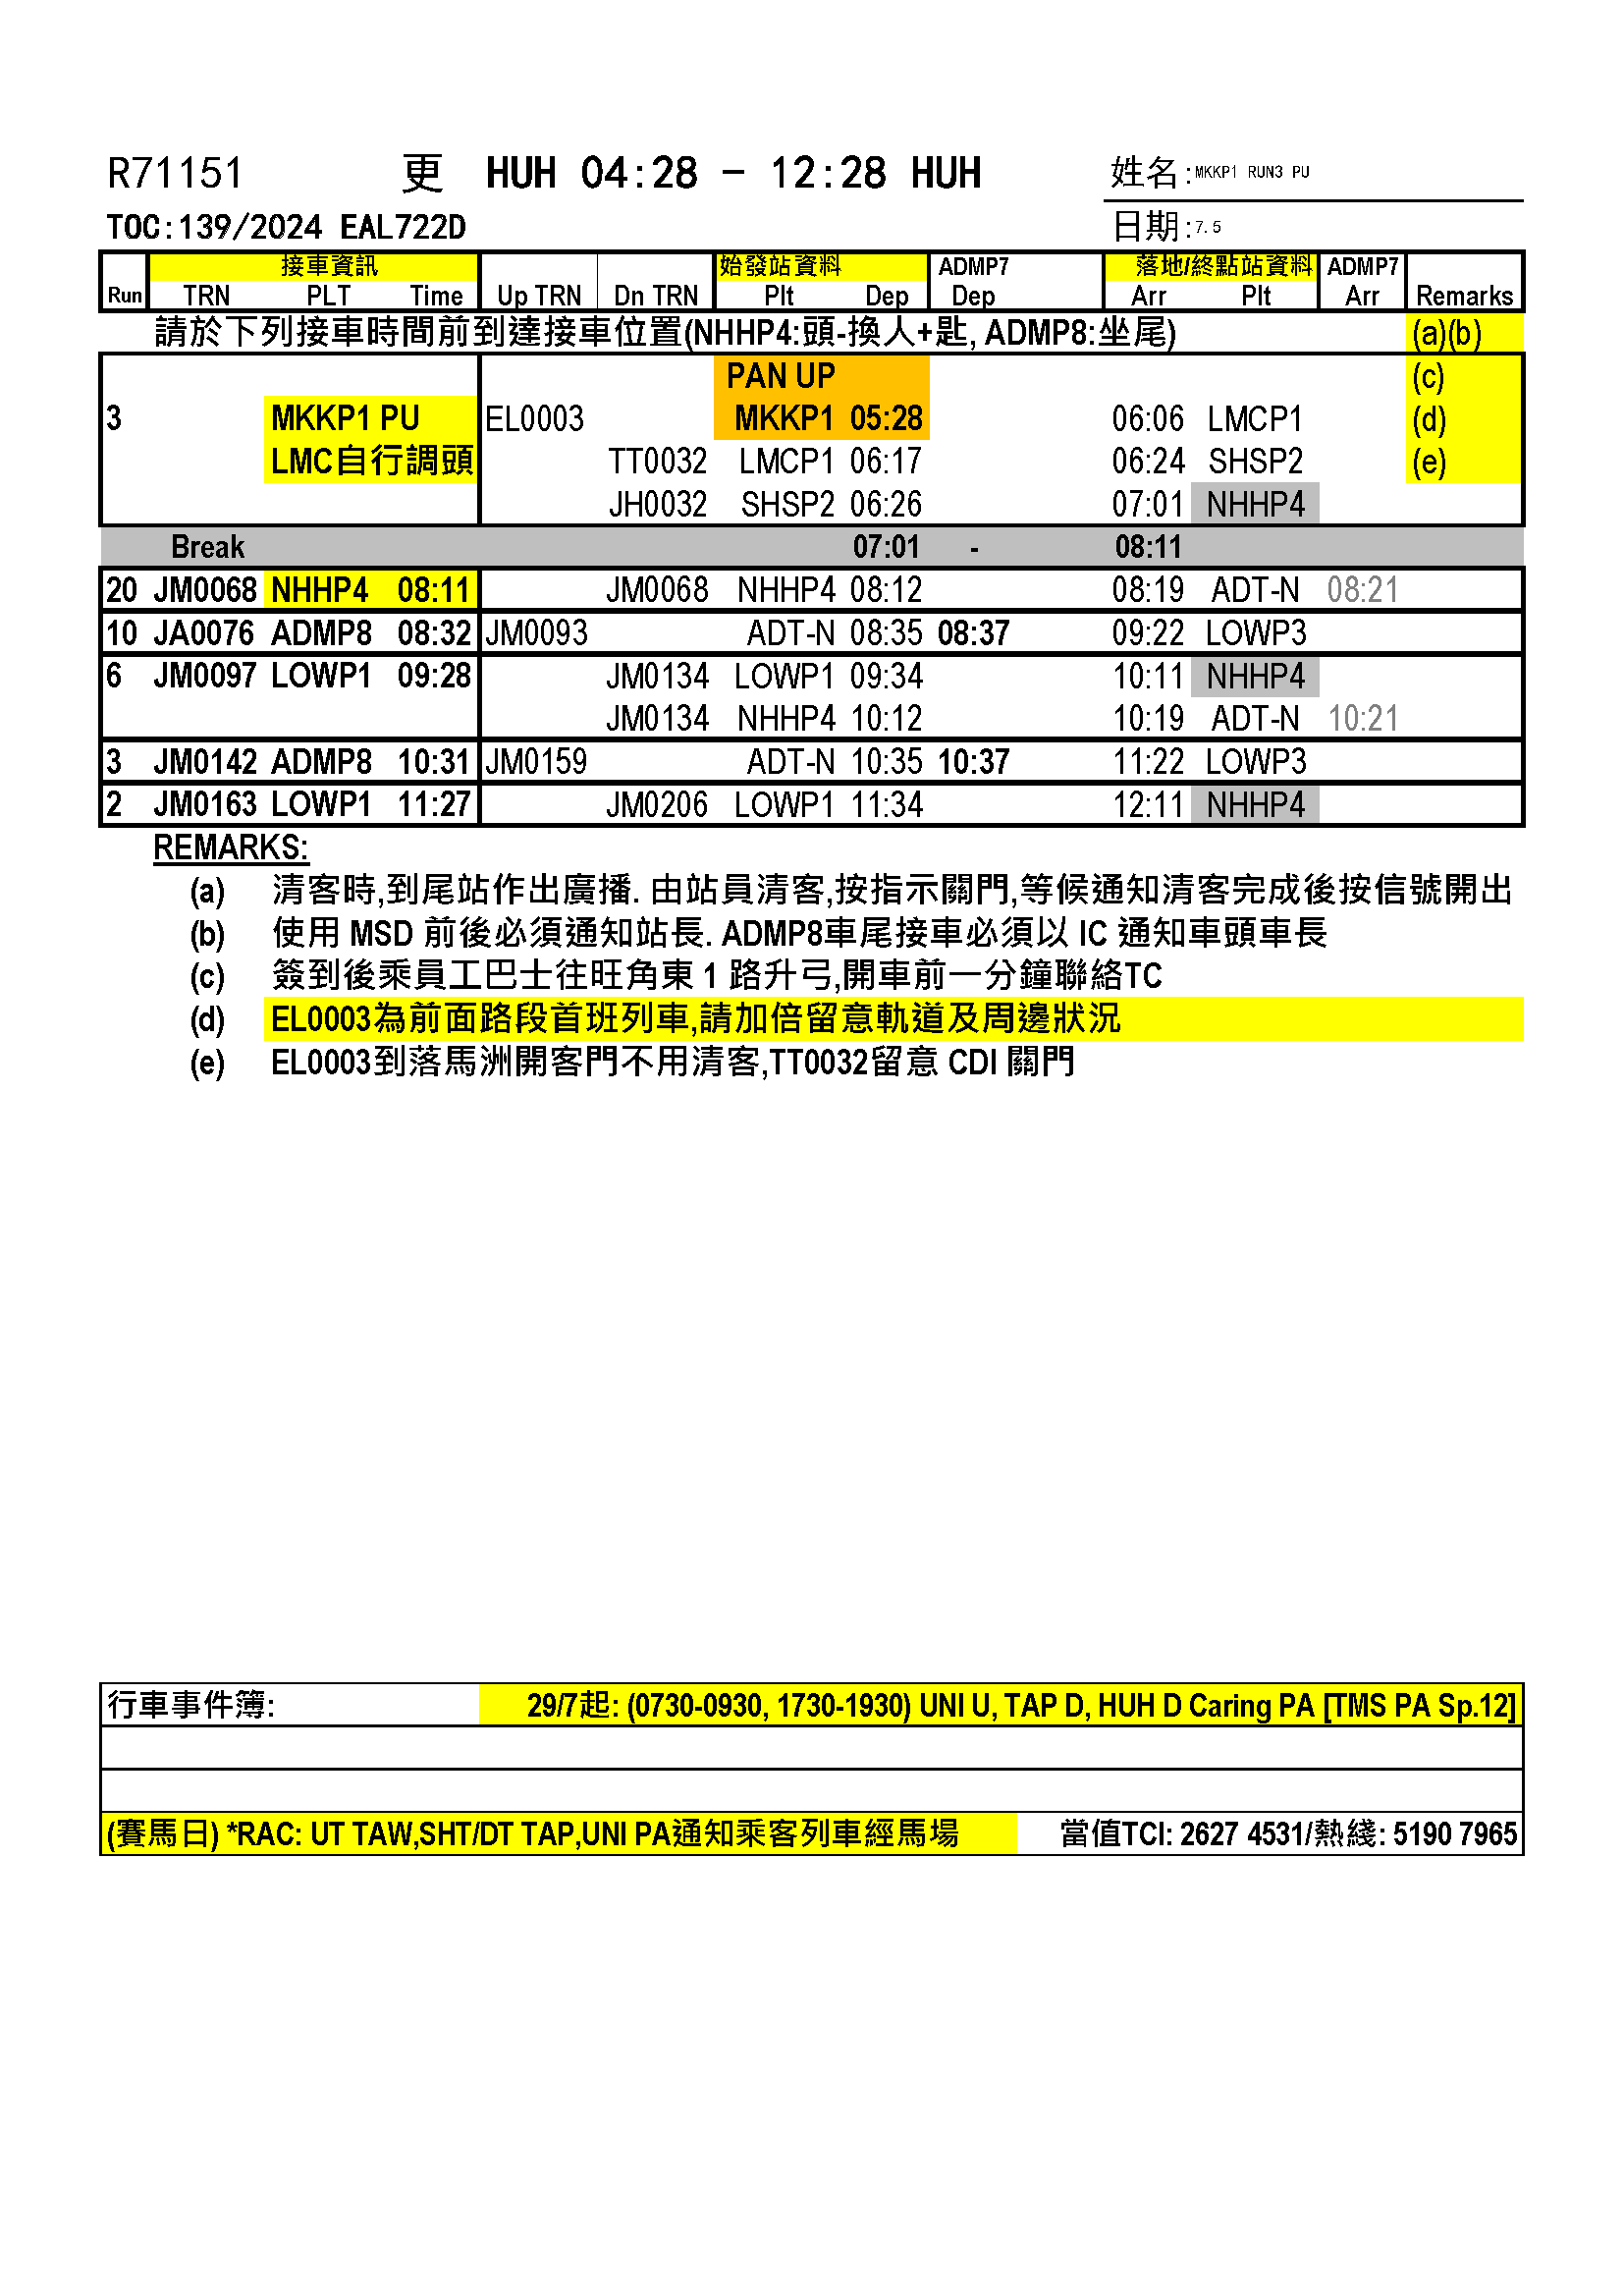 R71151 更 HUH 04:28 - 12:28 HUH 姓名:MKKP1 RUN3 PU
TOC:139/2024 EAL722D 日期:7.5
接車資訊 始發站資料 ADMP7 落地/終點站資料 ADMP7
Run TRN PLT Time Up TRN Dn TRN Plt Dep Dep Arr Plt Arr Remarks
請於下列接車時間前到達接車位置(NHHP4:頭-換人+匙, ADMP8:坐尾) (a)(b)
PAN UP (c)
3 MKKP1 PU EL0003 MKKP1 05:28 06:06 LMCP1 (d)
LMC自行調頭 TT0032 LMCP1 06:17 06:24 SHSP2 (e)
JH0032 SHSP2 06:26 07:01 NHHP4
Break 07:01 - 08:11
20 JM0068 NHHP4 08:11 JM0068 NHHP4 08:12 08:19 ADT-N 08:21
10 JA0076 ADMP8 08:32 JM0093 ADT-N 08:35 08:37 09:22 LOWP3
6 JM0097 LOWP1 09:28 JM0134 LOWP1 09:34 10:11 NHHP4
JM0134 NHHP4 10:12 10:19 ADT-N 10:21
3 JM0142 ADMP8 10:31 JM0159 ADT-N 10:35 10:37 11:22 LOWP3
2 JM0163 LOWP1 11:27 JM0206 LOWP1 11:34 12:11 NHHP4
REMARKS:
(a) 清客時,到尾站作出廣播. 由站員清客,按指示關門,等候通知清客完成後按信號開出
(b) 使用 MSD 前後必須通知站長. ADMP8車尾接車必須以 IC 通知車頭車長
(c) 簽到後乘員工巴士往旺角東 1 路升弓,開車前一分鐘聯絡TC
(d) EL0003為前面路段首班列車,請加倍留意軌道及周邊狀況
(e) EL0003到落馬洲開客門不用清客,TT0032留意 CDI 關門
行車事件簿: 29/7起: (0730-0930, 1730-1930) UNI U, TAP D, HUH D Caring PA [TMS PA Sp.12]
(賽馬日) *RAC: UT TAW,SHT/DT TAP,UNI PA通知乘客列車經馬場 當值TCI: 2627 4531/熱綫: 5190 7965